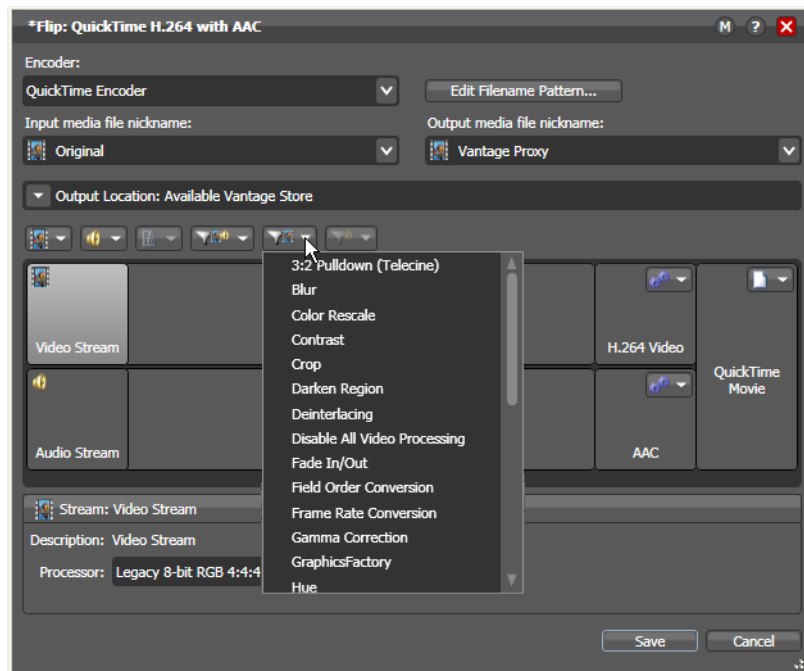 *Flip: QuickTime H.264 with AAC
M ? X
Encoder:
QuickTime Encoder
Edit Filename Pattern...
Input media file nickname:
Output media file nickname:
Original
Vantage Proxy
Output Location: Available Vantage Store
3:2 Pulldown (Telecine)
Blur
Color Rescale
Contrast
Crop
Darken Region
Deinterlacing
Disable All Video Processing
Fade In/Out
Field Order Conversion
Frame Rate Conversion
Gamma Correction
GraphicsFactory
Hue
Video Stream
H.264 Video
QuickTime
Movie
Audio Stream
AAC
Stream: Video Stream
Description: Video Stream
Processor: Legacy 8-bit RGB 4:4:4
Save
Cancel